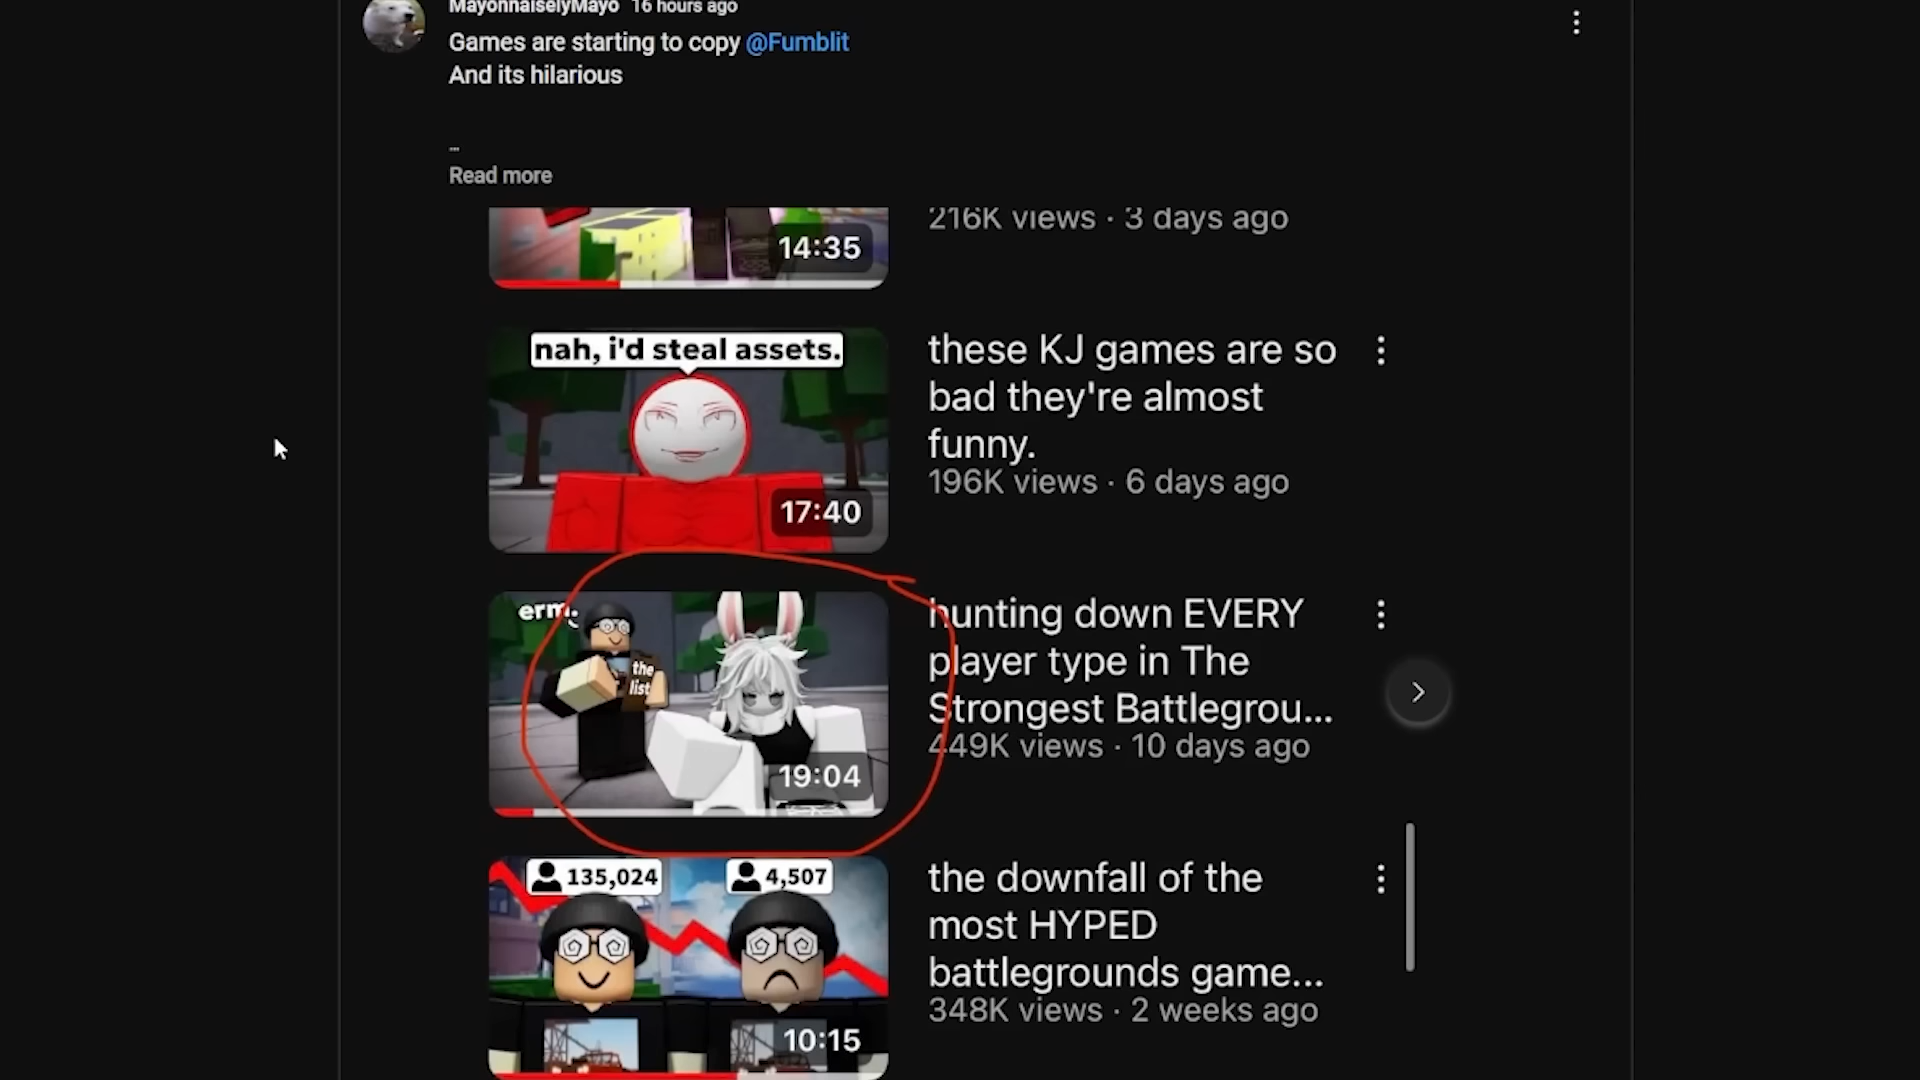 MayonnaiselyMayo 16 hours ago
Games are starting to copy @Fumblit
And its hilarious
...
Read more
14:35
216K views · 3 days ago
nah, i'd steal assets.
17:40
these KJ games are so
bad they're almost
funny.
196K views · 6 days ago
erm.
the
list
19:04
hunting down EVERY
player type in The
Strongest Battlegrou...
449K views · 10 days ago
135,024
4,507
10:15
the downfall of the
most HYPED
battlegrounds game...
348K views · 2 weeks ago